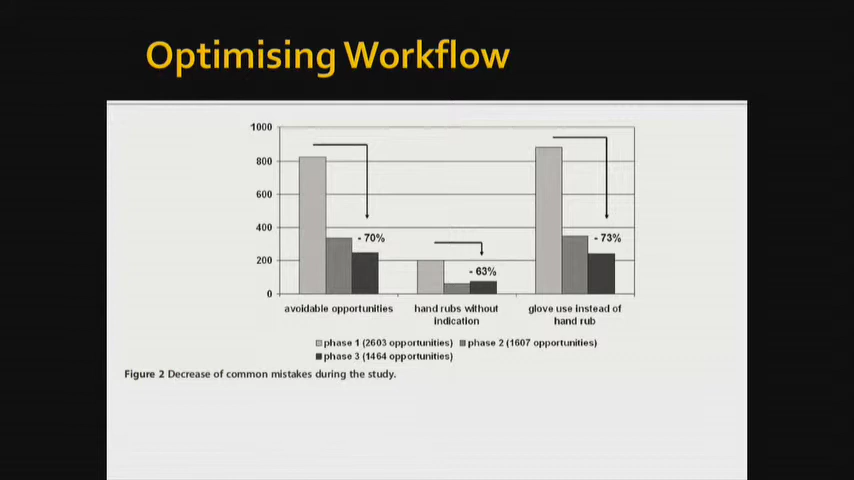 Optimising Workflow
1000
800
600
400
200
0
- 70%
- 63%
- 73%
avoidable opportunities
hand rubs without
indication
glove use instead of
hand rub
phase 1 (2603 opportunities)
phase 2 (1607 opportunities)
phase 3 (1464 opportunities)
Figure 2 Decrease of common mistakes during the study.